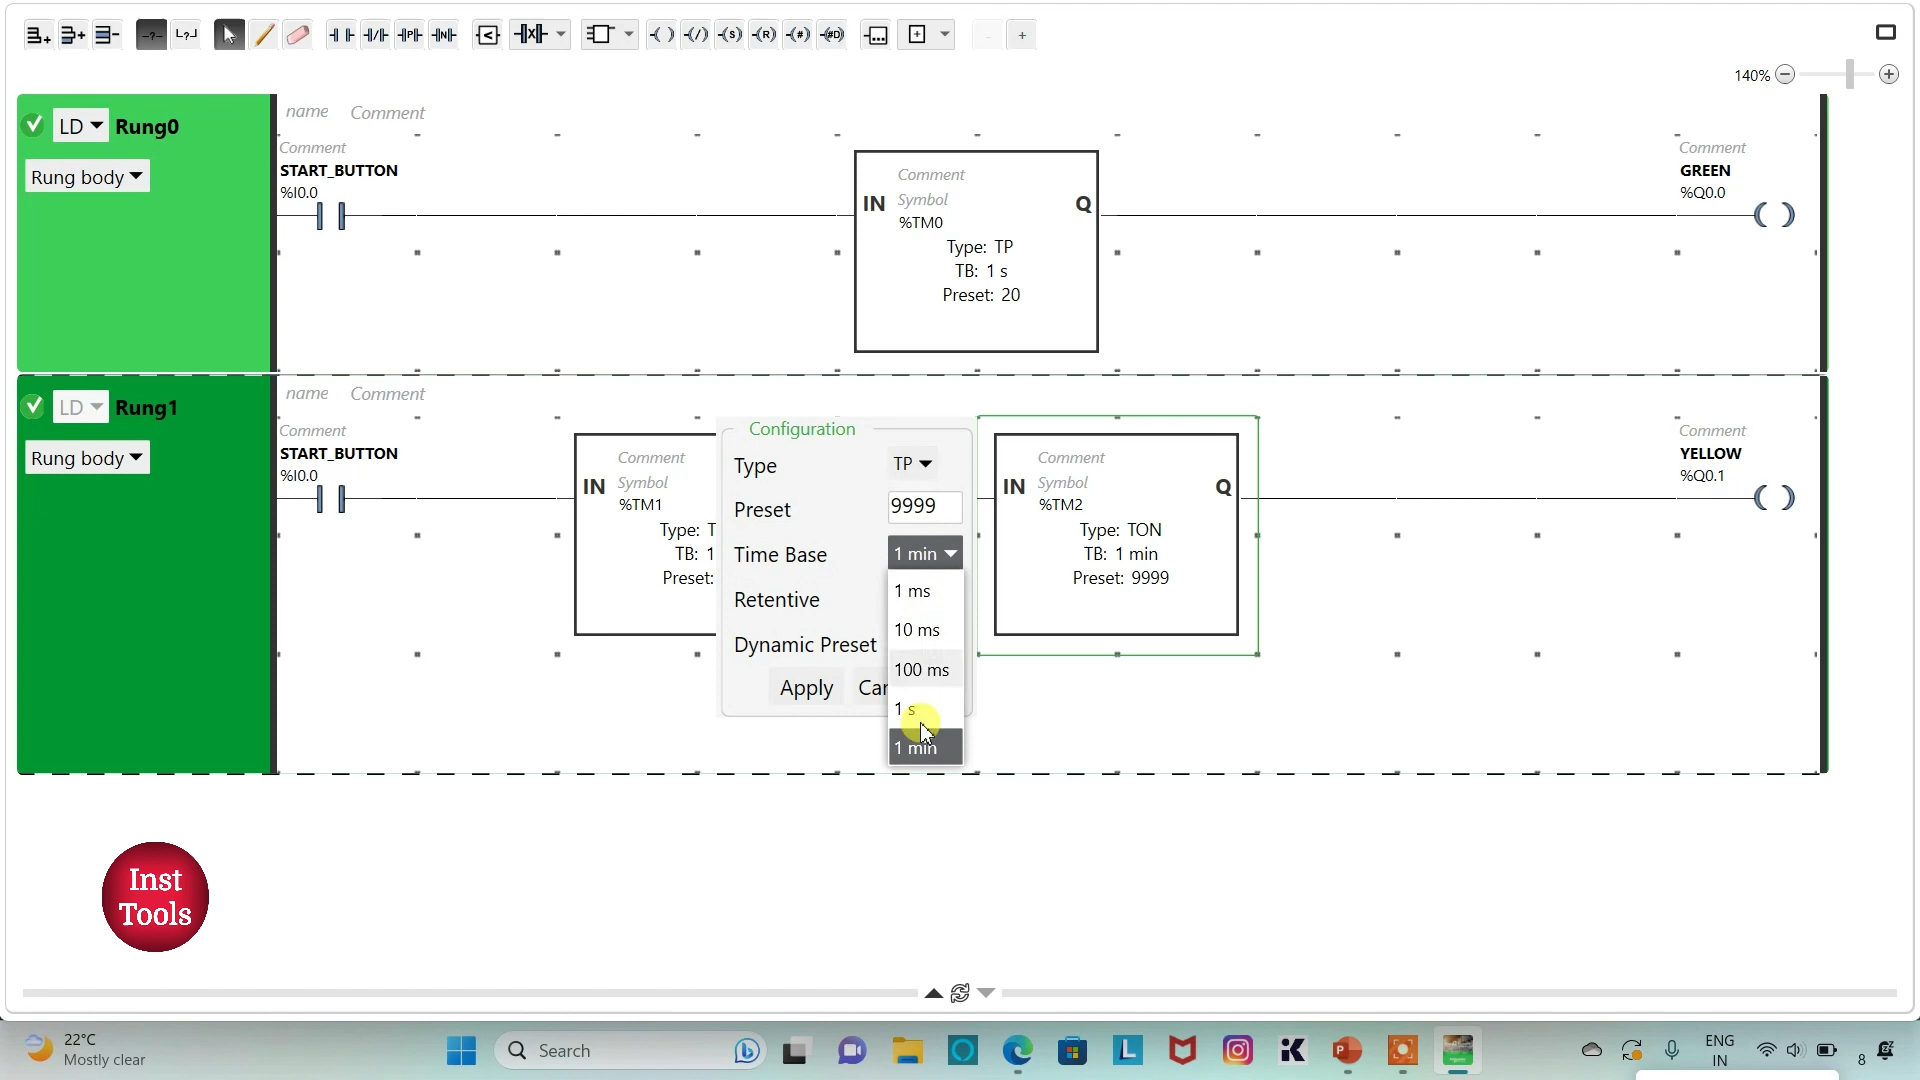 140%
LD Rung0
Rung body
name Comment
Comment
START_BUTTON
%I0.0
IN
Comment
Symbol
%TM0
Q
Type: TP
TB: 1 s
Preset: 20
Comment
GREEN
%Q0.0
LD Rung1
Rung body
name Comment
Comment
START_BUTTON
%I0.0
IN
Comment
Symbol
%TM1
Type: T
TB: 1
Preset:
Configuration
Type TP
Preset 9999
Time Base 1 min
Retentive
Dynamic Preset
Apply Can
1 ms
10 ms
100 ms
1 s
1 min
IN
Comment
Symbol
%TM2
Q
Type: TON
TB: 1 min
Preset: 9999
Comment
YELLOW
%Q0.1
Inst
Tools
22°C
Mostly clear
Search
ENG
IN
8